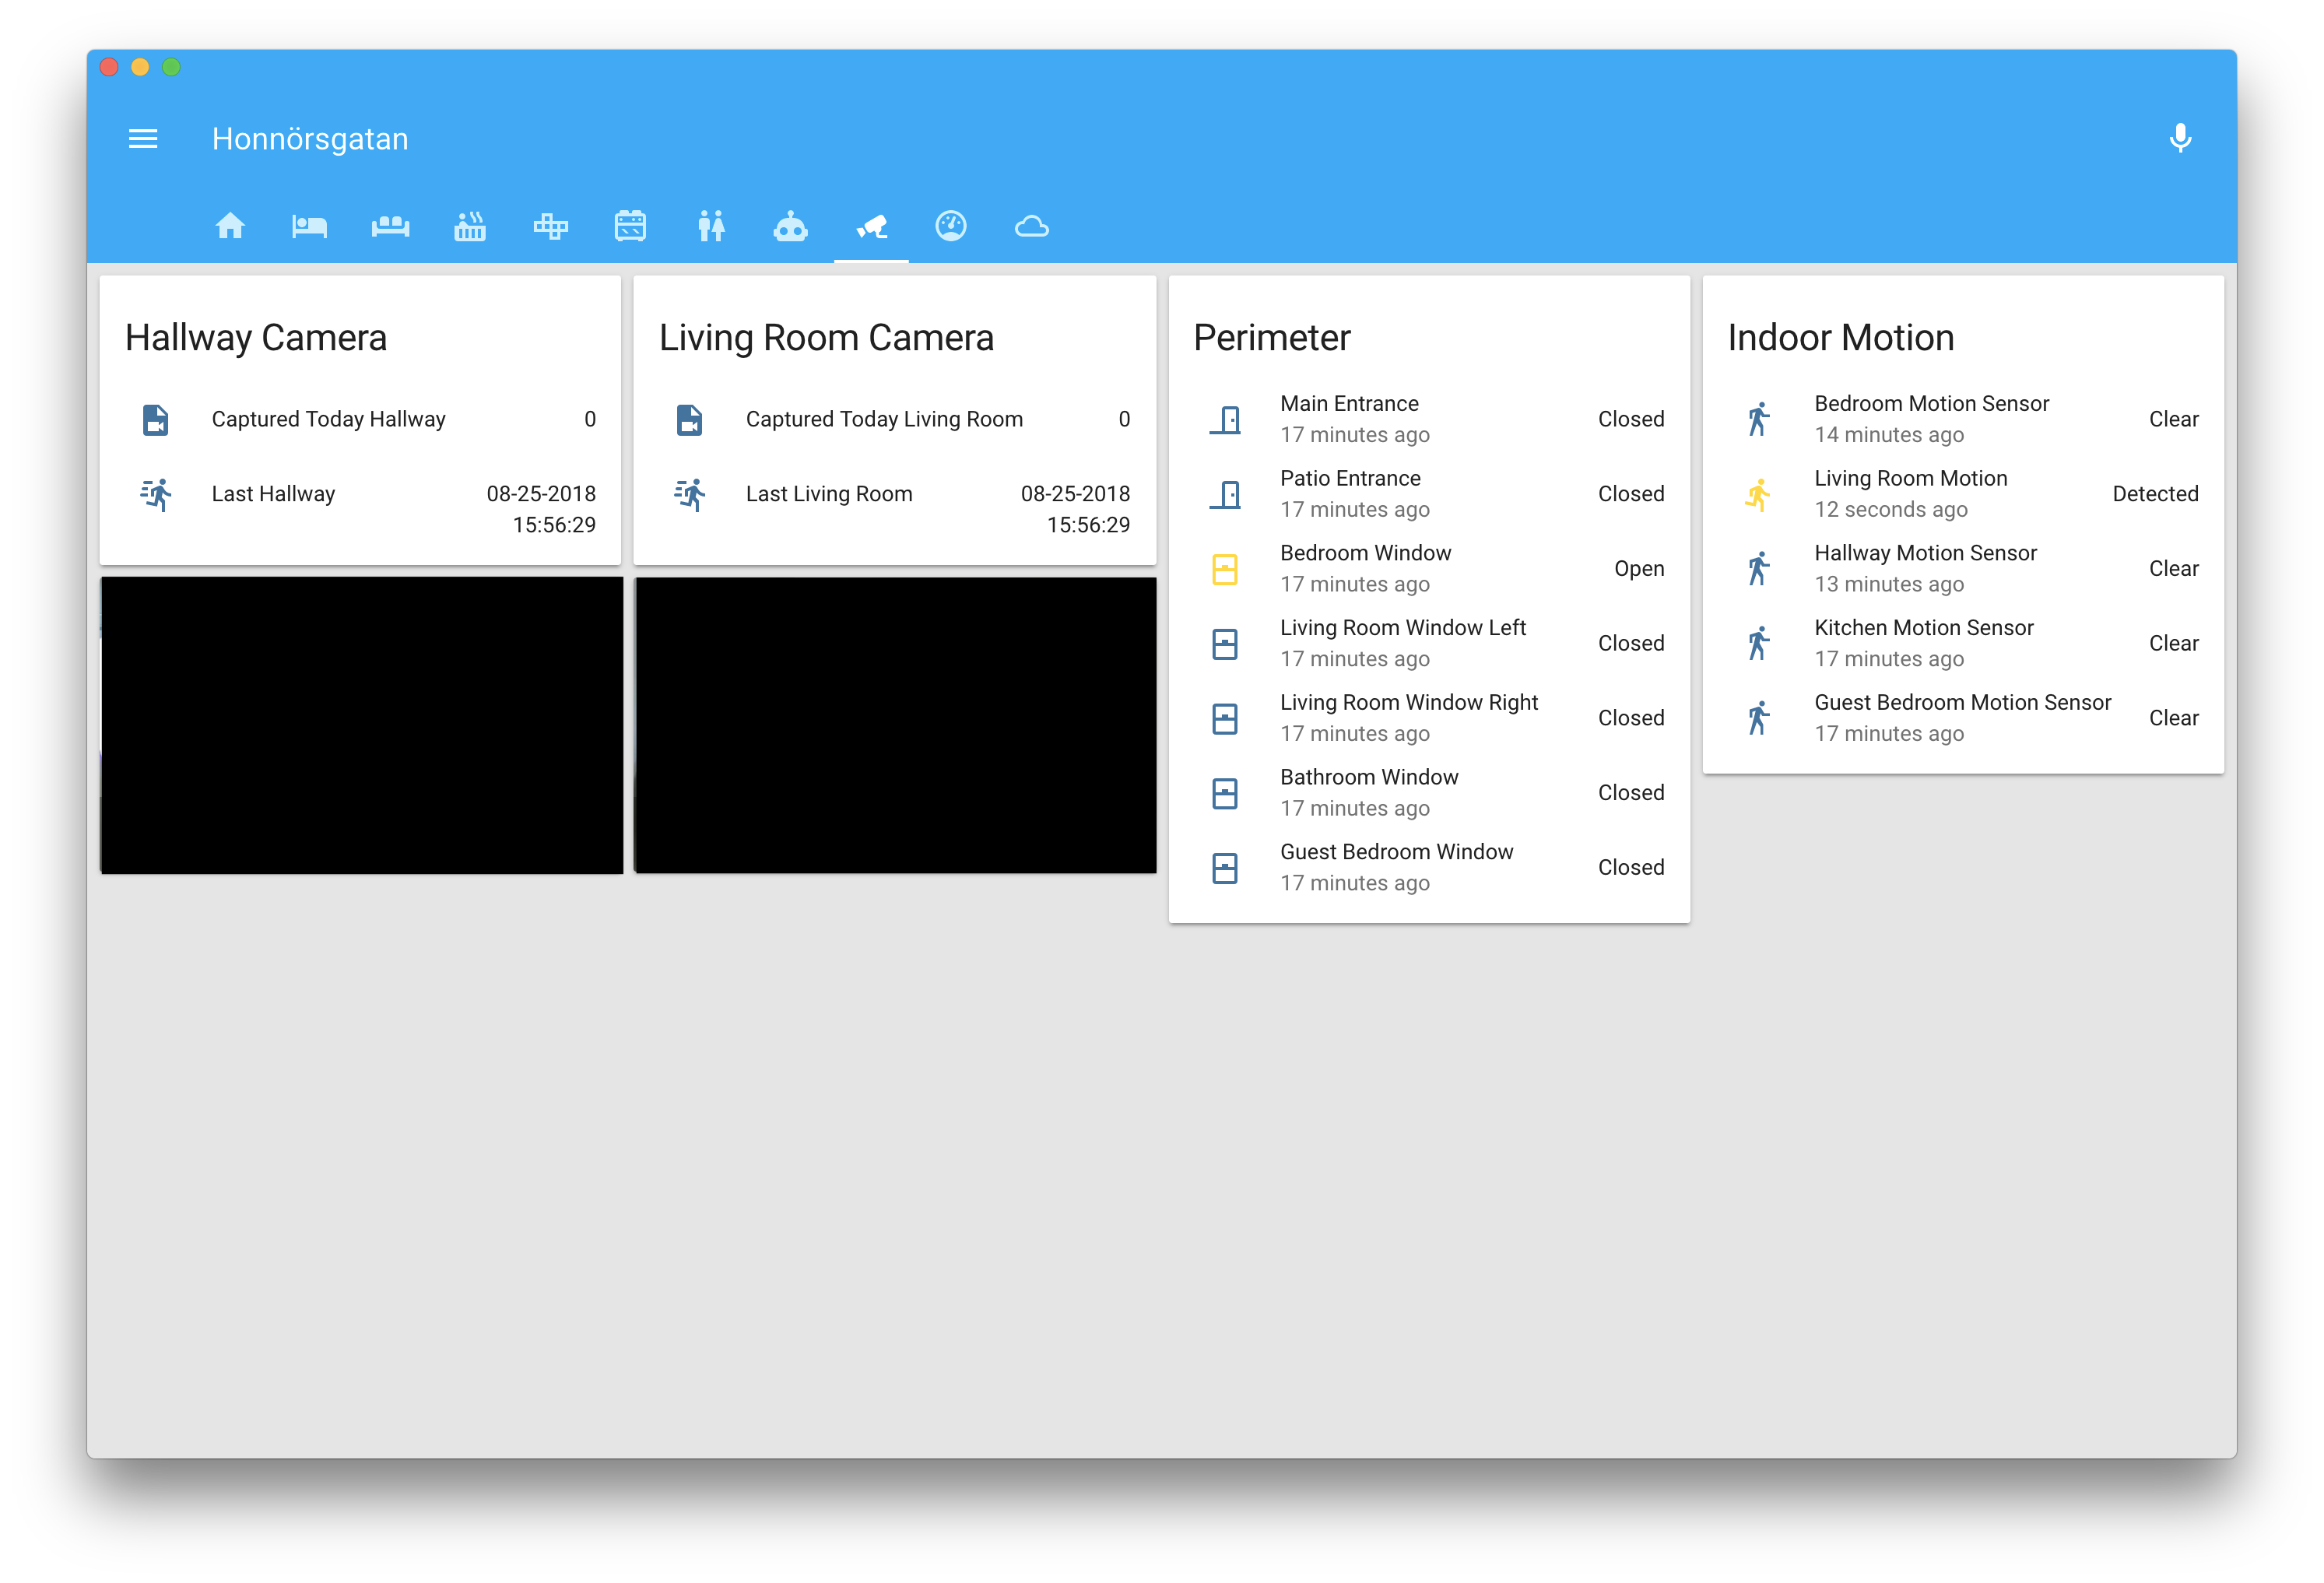 Honnörsgatan
Hallway Camera
Captured Today Hallway 0
Last Hallway 08-25-2018
15:56:29
Living Room Camera
Captured Today Living Room 0
Last Living Room 08-25-2018
15:56:29
Perimeter
Main Entrance
17 minutes ago
Closed
Patio Entrance
17 minutes ago
Closed
Bedroom Window
17 minutes ago
Open
Living Room Window Left
17 minutes ago
Closed
Living Room Window Right
17 minutes ago
Closed
Bathroom Window
17 minutes ago
Closed
Guest Bedroom Window
17 minutes ago
Closed
Indoor Motion
Bedroom Motion Sensor
14 minutes ago
Clear
Living Room Motion
12 seconds ago
Detected
Hallway Motion Sensor
13 minutes ago
Clear
Kitchen Motion Sensor
17 minutes ago
Clear
Guest Bedroom Motion Sensor
17 minutes ago
Clear